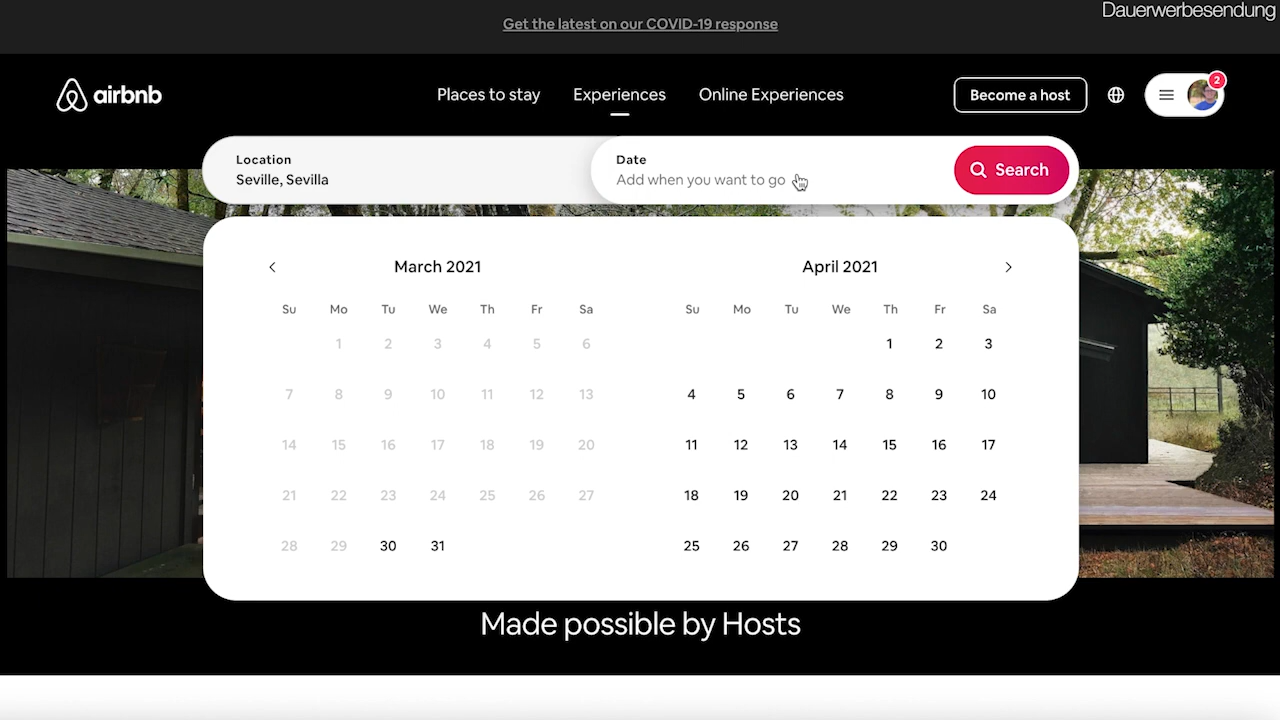 Dauerwerbesendung
Get the latest on our COVID-19 response
airbnb
Places to stay
Experiences
Online Experiences
Become a host
2
Location
Seville, Sevilla
Date
Add when you want to go
Search
March 2021
Su Mo Tu We Th Fr Sa
1 2 3 4 5 6
7 8 9 10 11 12 13
14 15 16 17 18 19 20
21 22 23 24 25 26 27
28 29 30 31
April 2021
Su Mo Tu We Th Fr Sa
1 2 3
4 5 6 7 8 9 10
11 12 13 14 15 16 17
18 19 20 21 22 23 24
25 26 27 28 29 30
Made possible by Hosts